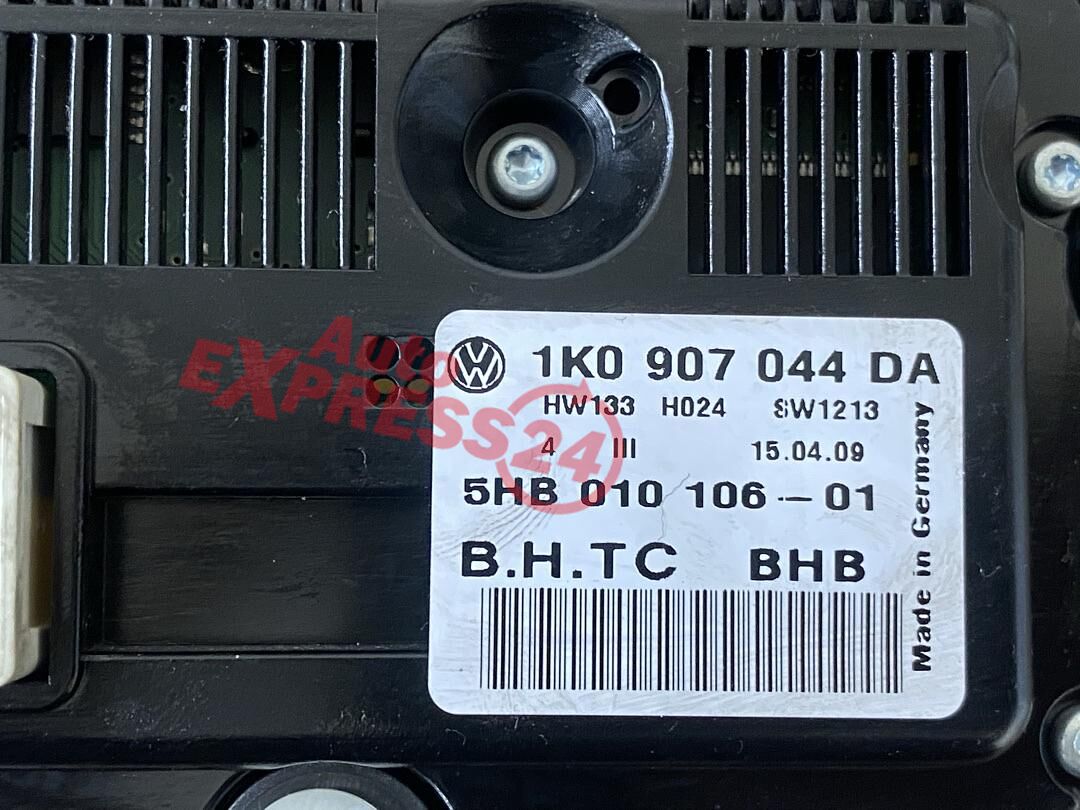 1K0 907 044 DA
HW133 H024 SW1213
4 III 15.04.09
5HB 010 106-01
B.H.TC BHB
Made in Germany
Auto
EXPRESS24